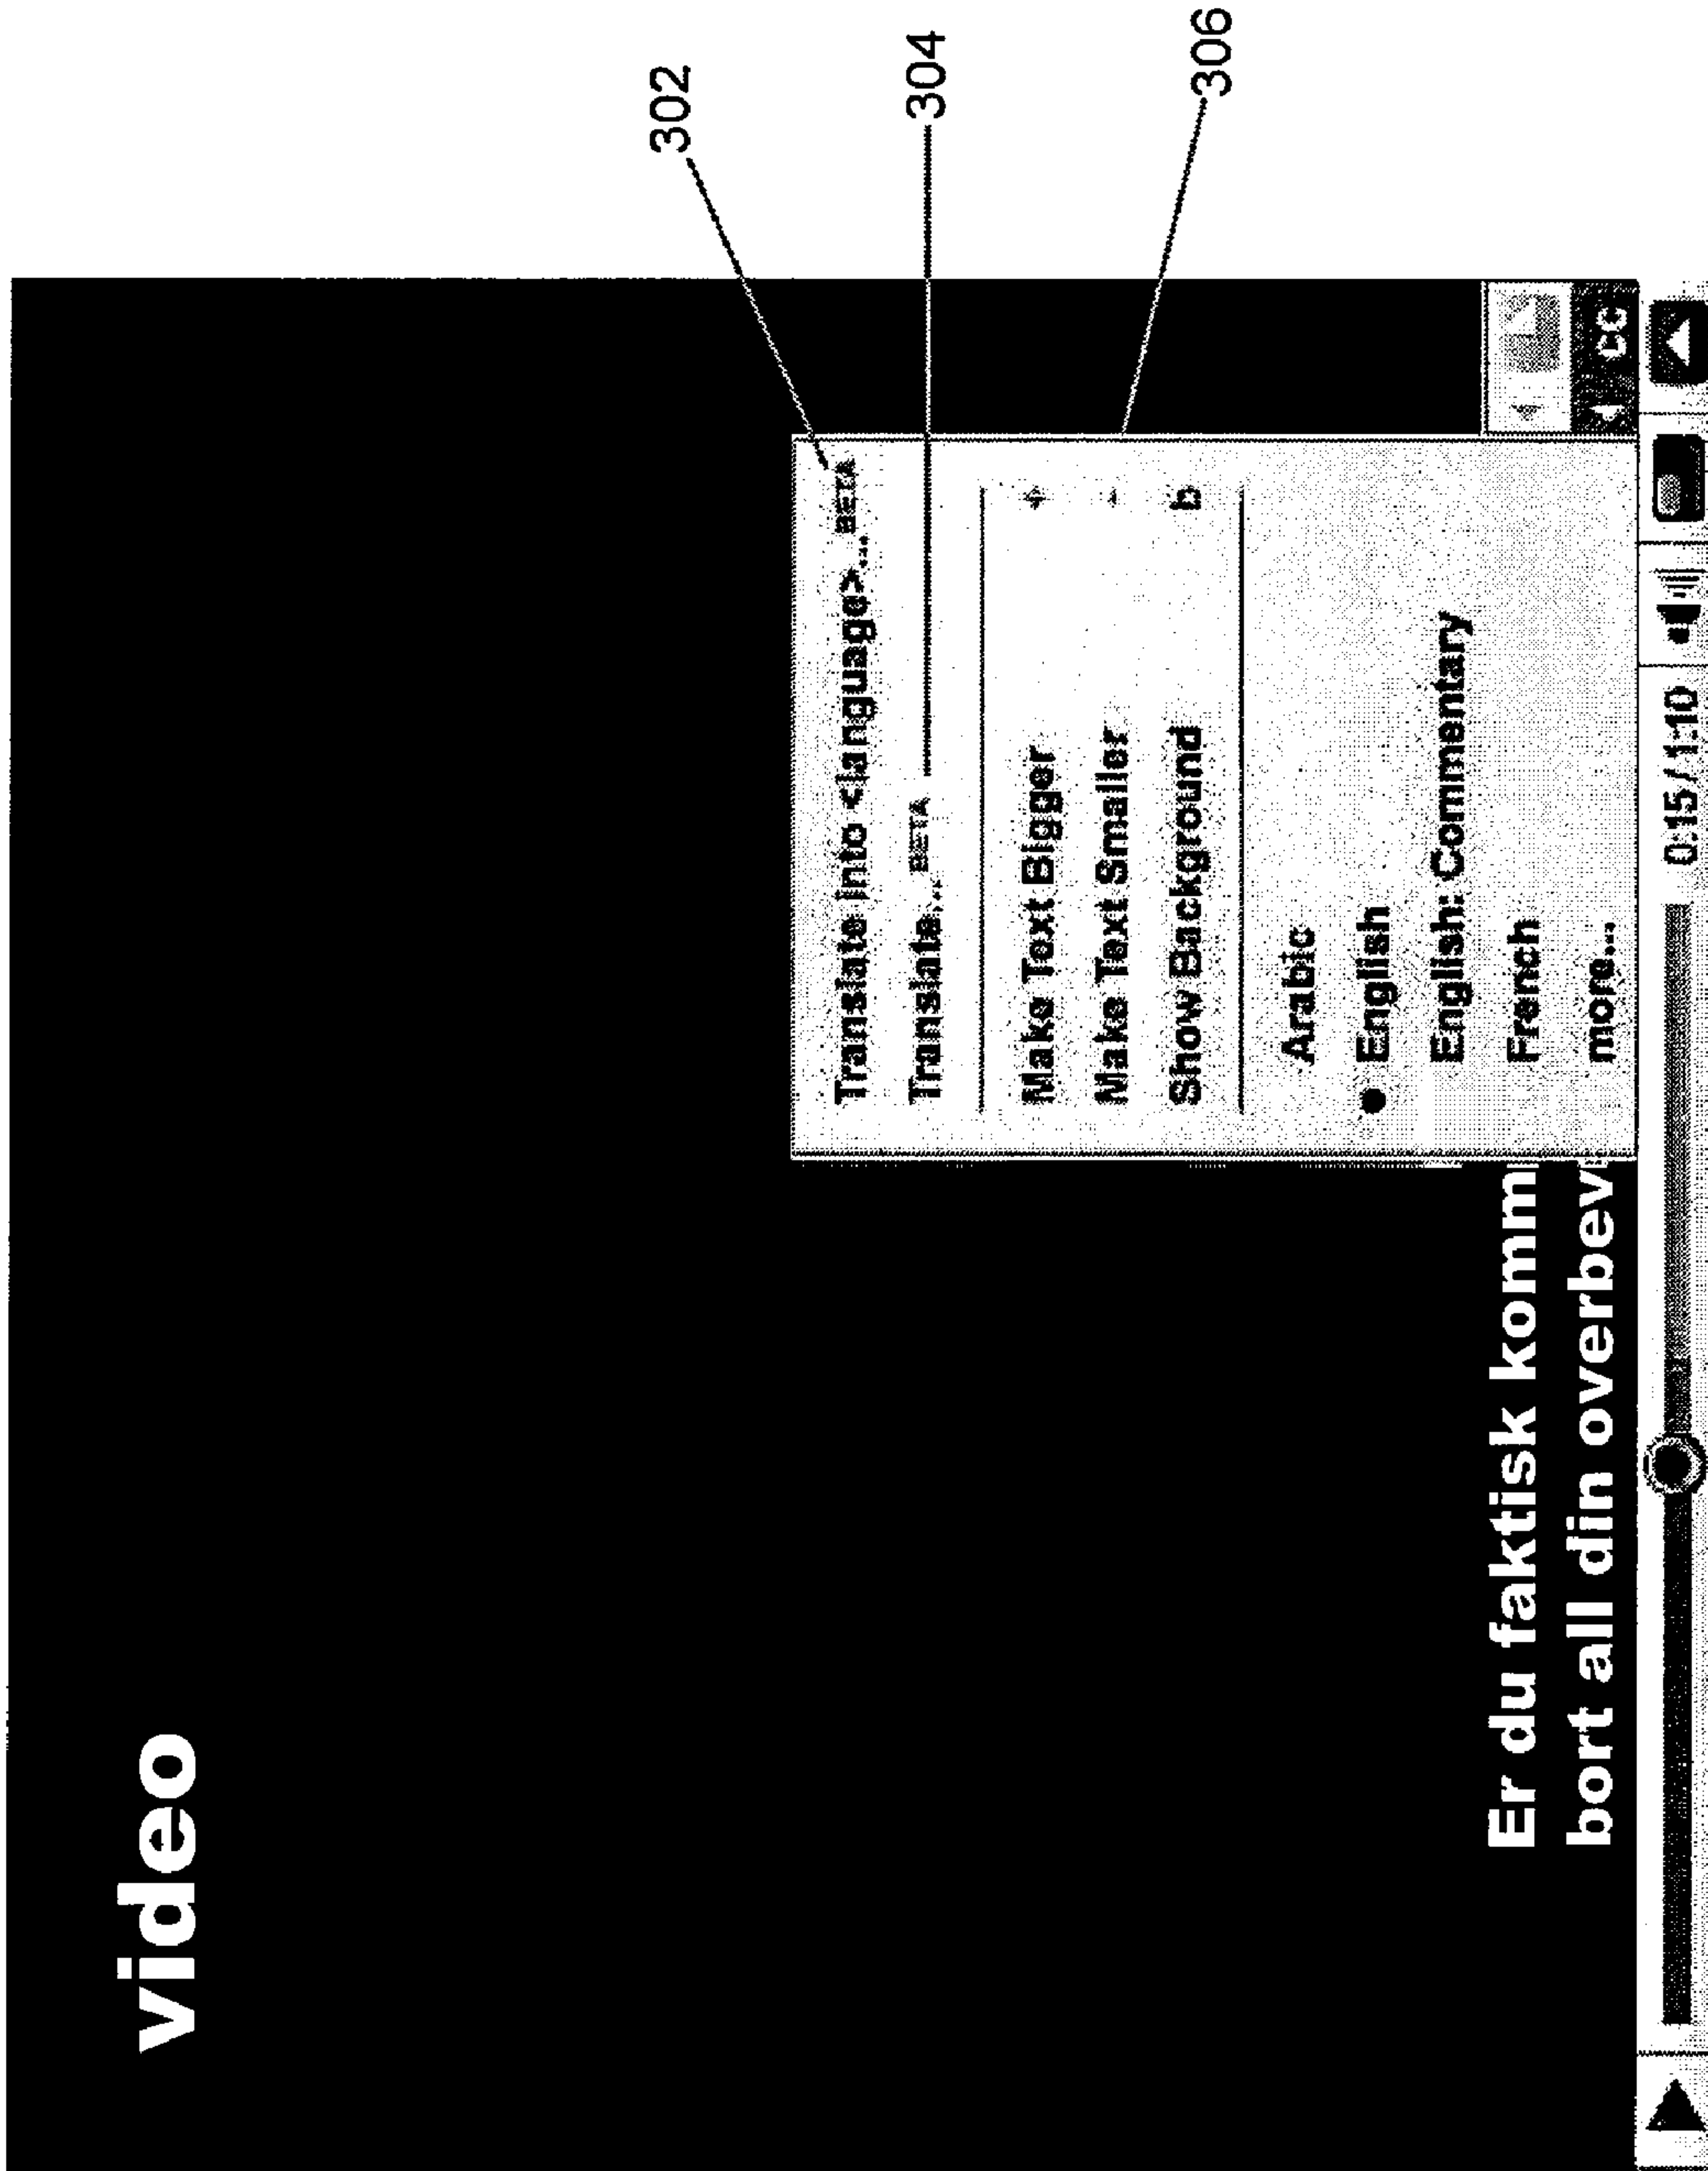 video
302
Translate into <language>... BETA
304
Translate... BETA
Make Text Bigger +
Make Text Smaller -
306
Show Background b
Arabic
English
English: Commentary
French
more...
Er du faktisk komm
bort all din overbev
CC
0:15 / 1:10